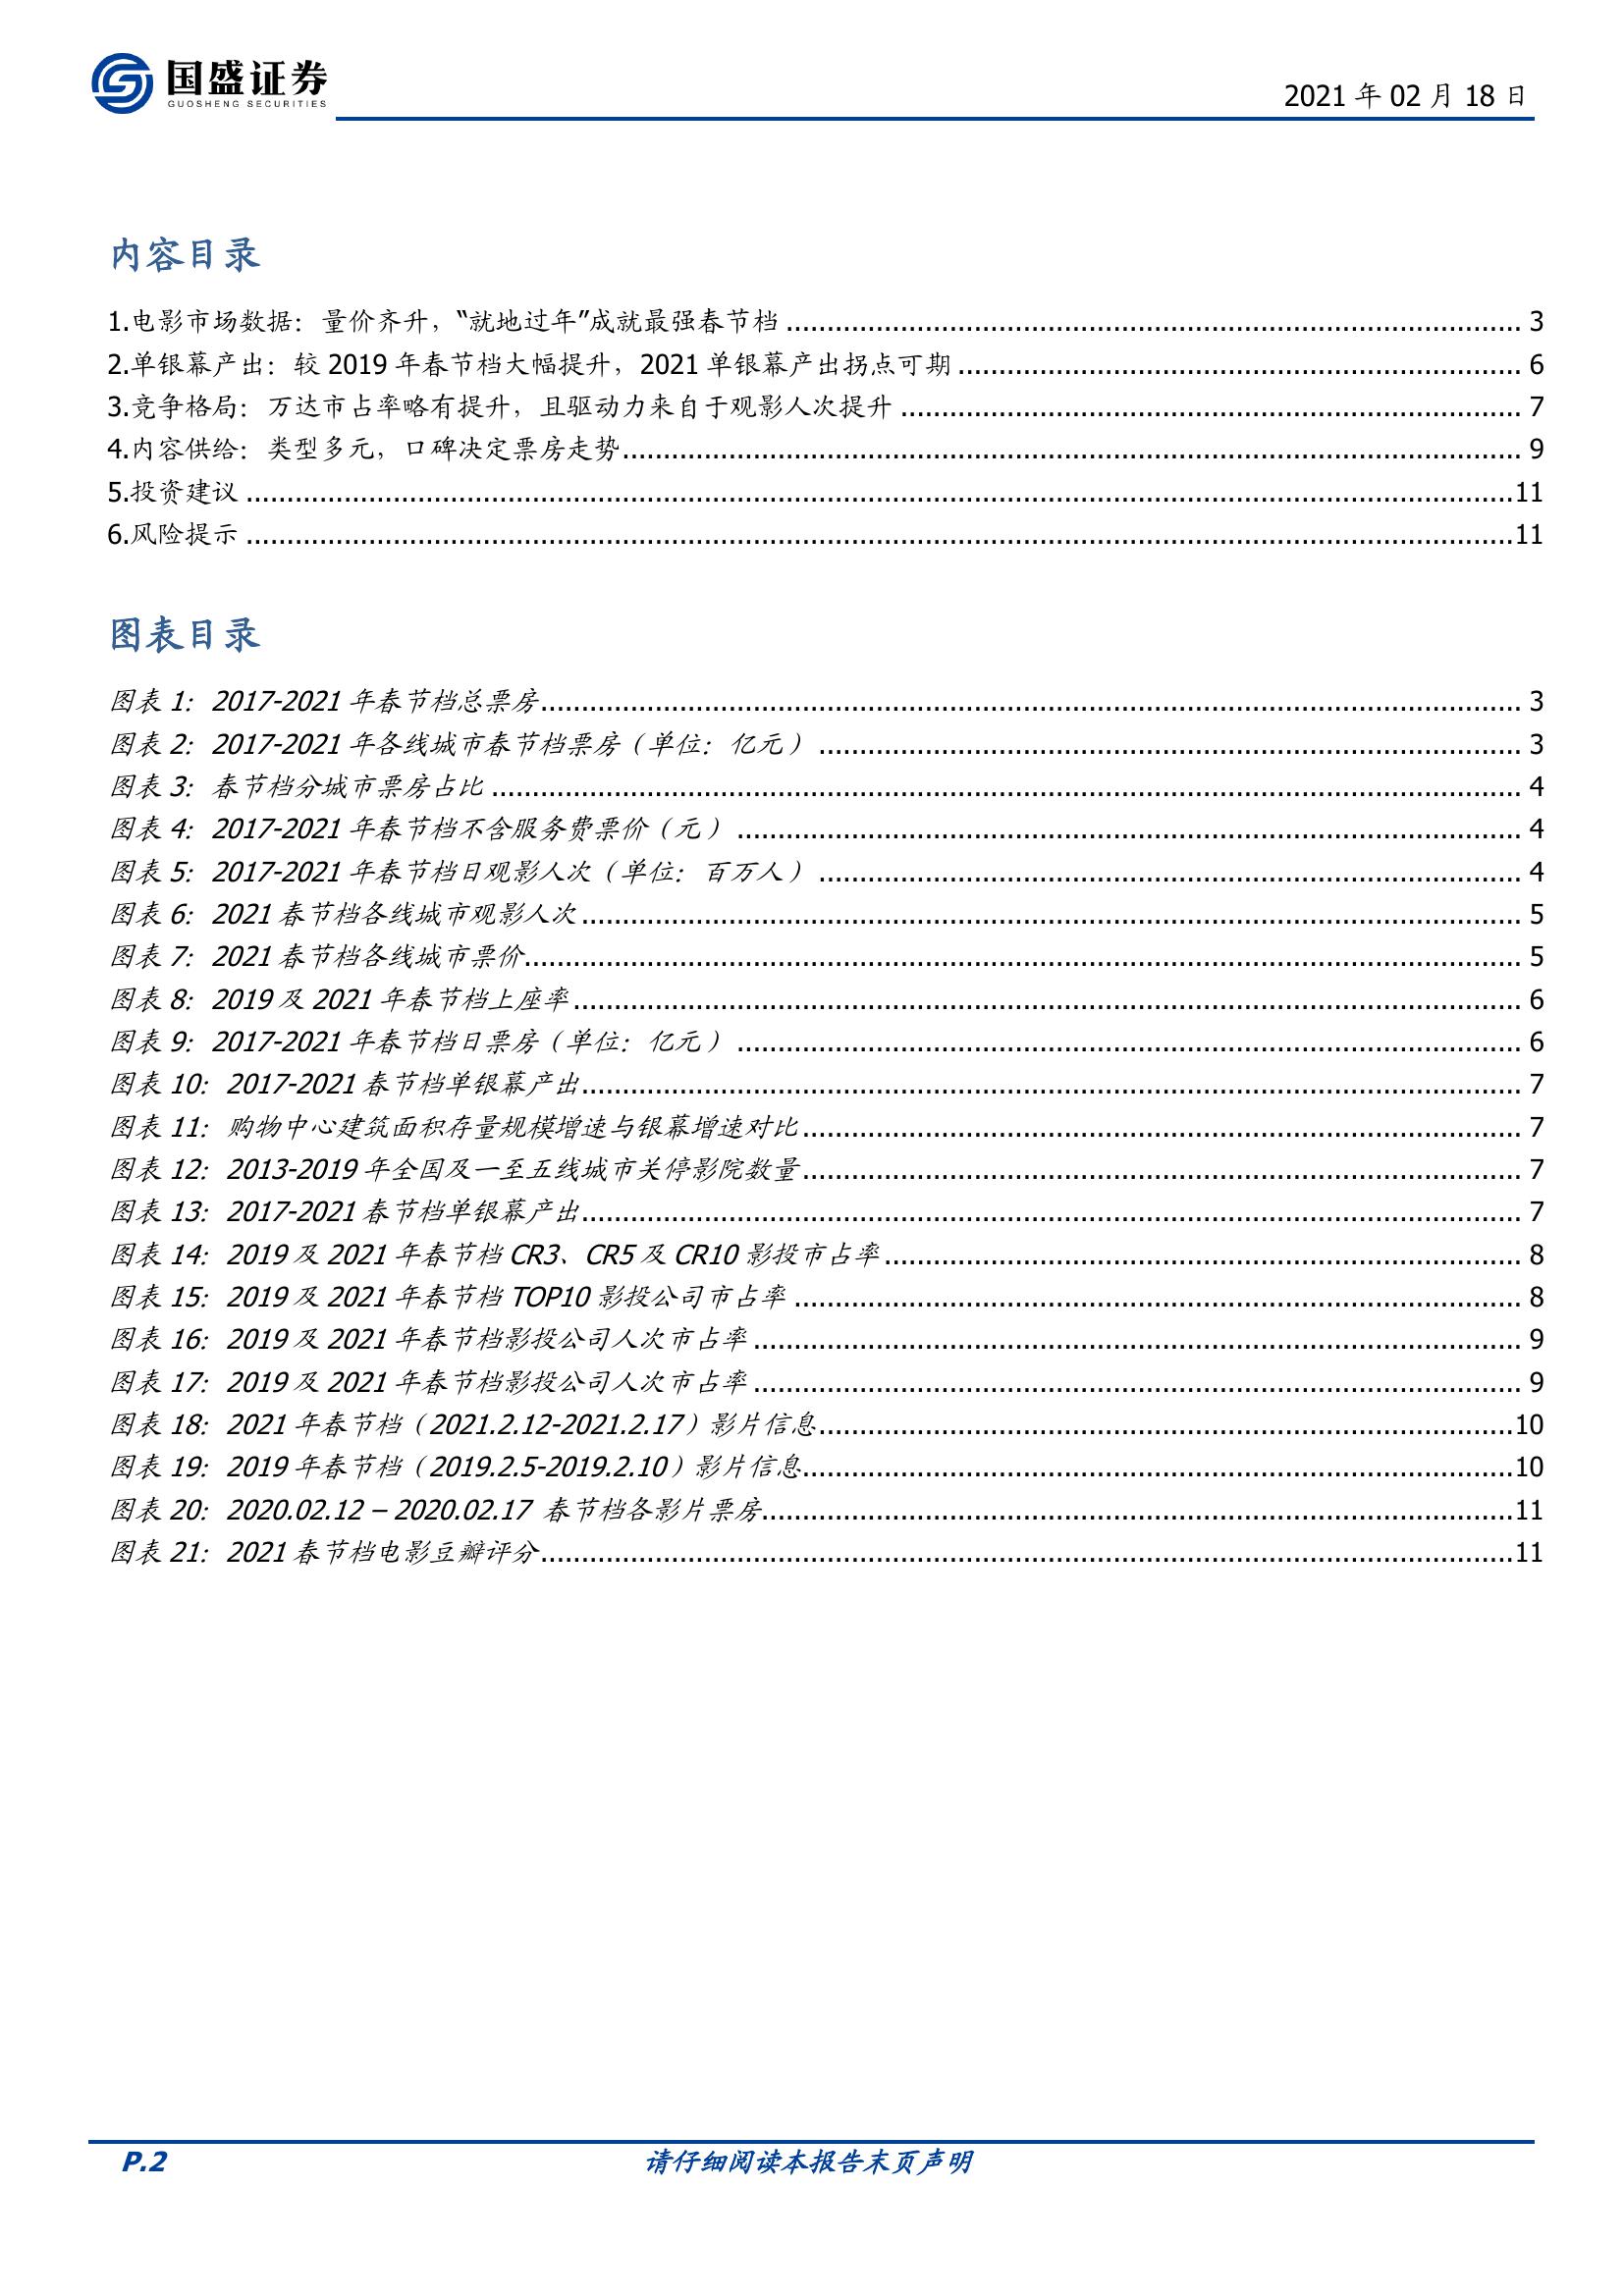 国盛证券
GUOSHENG SECURITIES
2021 年 02 月 18 日
内容目录
1.电影市场数据：量价齐升，“就地过年”成就最强春节档 3
2.单银幕产出：较 2019 年春节档大幅提升，2021 单银幕产出拐点可期 6
3.竞争格局：万达市占率略有提升，且驱动力来自于观影人次提升 7
4.内容供给：类型多元，口碑决定票房走势 9
5.投资建议 11
6.风险提示 11
图表目录
图表 1：2017-2021 年春节档总票房 3
图表 2：2017-2021 年各线城市春节档票房（单位：亿元） 3
图表 3：春节档分城市票房占比 4
图表 4：2017-2021 年春节档不含服务费票价（元） 4
图表 5：2017-2021 年春节档日观影人次（单位：百万人） 4
图表 6：2021 春节档各线城市观影人次 5
图表 7：2021 春节档各线城市票价 5
图表 8：2019 及 2021 年春节档上座率 6
图表 9：2017-2021 年春节档日票房（单位：亿元） 6
图表 10：2017-2021 春节档单银幕产出 7
图表 11：购物中心建筑面积存量规模增速与银幕增速对比 7
图表 12：2013-2019 年全国及一至五线城市关停影院数量 7
图表 13：2017-2021 春节档单银幕产出 7
图表 14：2019 及 2021 年春节档 CR3、CR5 及 CR10 影投市占率 8
图表 15：2019 及 2021 年春节档 TOP10 影投公司市占率 8
图表 16：2019 及 2021 年春节档影投公司人次市占率 9
图表 17：2019 及 2021 年春节档影投公司人次市占率 9
图表 18：2021 年春节档（2021.2.12-2021.2.17）影片信息 10
图表 19：2019 年春节档（2019.2.5-2019.2.10）影片信息 10
图表 20：2020.02.12 – 2020.02.17 春节档各影片票房 11
图表 21：2021 春节档电影豆瓣评分 11
P.2 请仔细阅读本报告末页声明